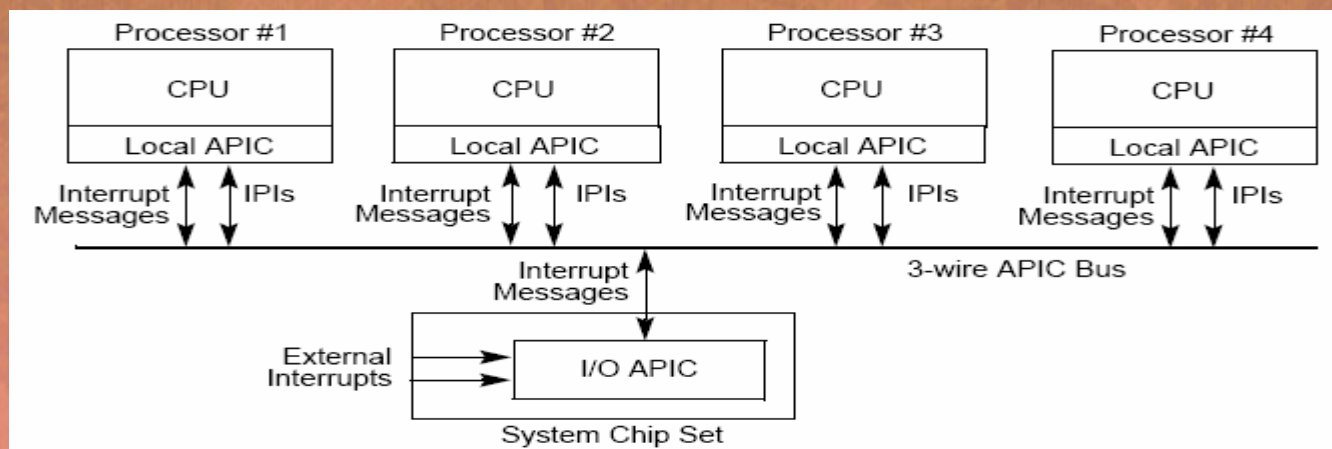 Processor #1
Processor #2
Processor #3
Processor #4
CPU
CPU
CPU
CPU
Local APIC
Local APIC
Local APIC
Local APIC
Interrupt
Messages
IPIs
Interrupt
Messages
IPIs
Interrupt
Messages
IPIs
Interrupt
Messages
IPIs
3-wire APIC Bus
Interrupt
Messages
External
Interrupts
I/O APIC
System Chip Set